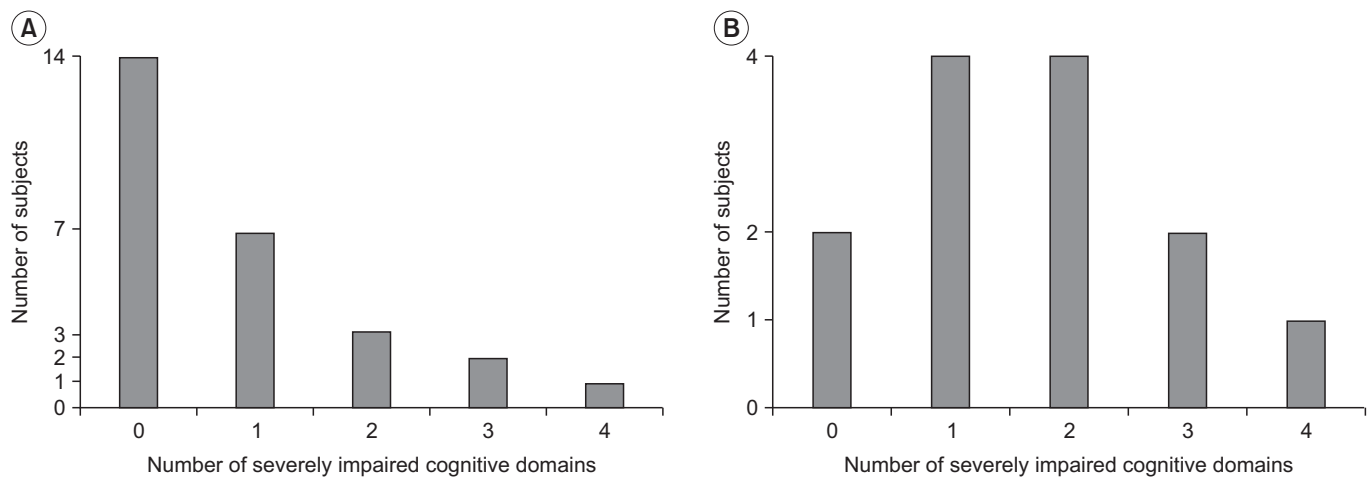 A
Number of subjects
14
7
3
2
1
0
0 1 2 3 4
Number of severely impaired cognitive domains
B
Number of subjects
4
2
1
0
0 1 2 3 4
Number of severely impaired cognitive domains